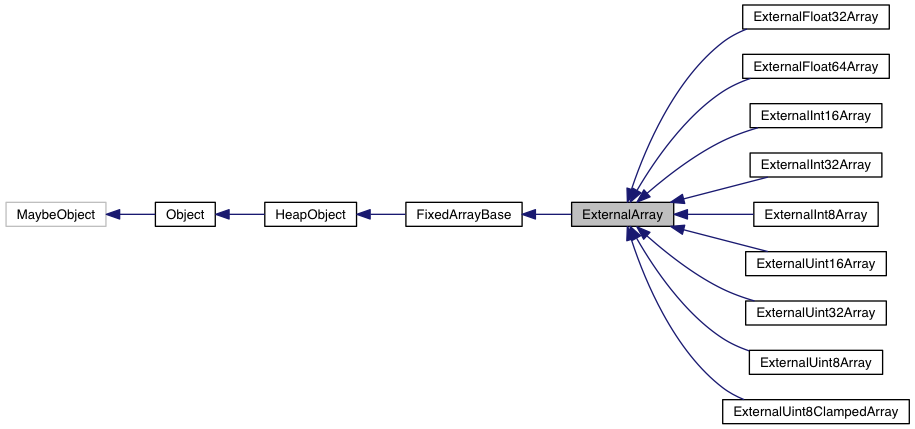 ExternalFloat32Array
ExternalFloat64Array
ExternalInt16Array
ExternalInt32Array
MaybeObject
Object
HeapObject
FixedArrayBase
ExternalArray
ExternalInt8Array
ExternalUint16Array
ExternalUint32Array
ExternalUint8Array
ExternalUint8ClampedArray